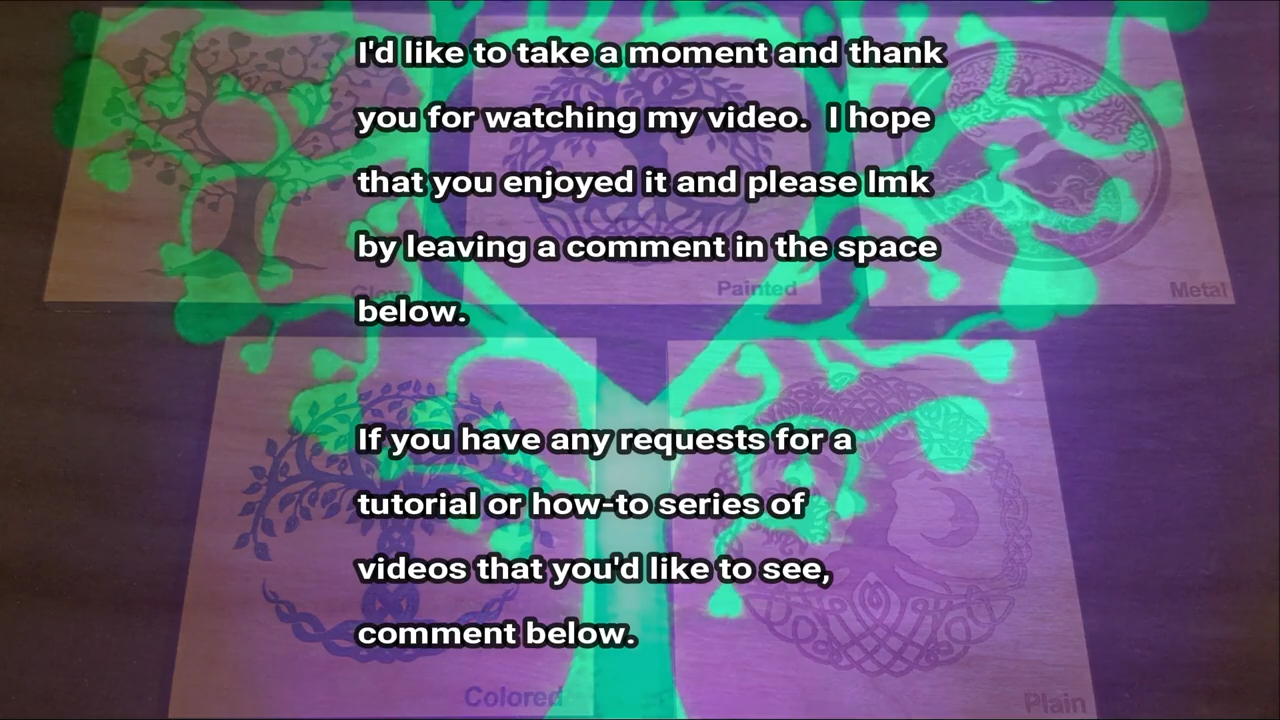 I'd like to take a moment and thank
you for watching my video.  I hope
that you enjoyed it and please lmk
by leaving a comment in the space
below.
Glow
Painted
Metal
If you have any requests for a
tutorial or how-to series of
videos that you'd like to see,
comment below.
Colored
Plain